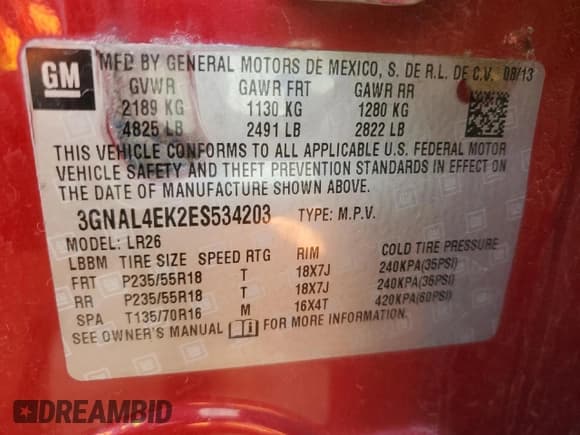 GM
MFD BY GENERAL MOTORS DE MEXICO, S. DE R.L. DE C.V. 08/13
GVWR GAWR FRT GAWR RR
2189 KG 1130 KG 1280 KG
4825 LB 2491 LB 2822 LB
THIS VEHICLE CONFORMS TO ALL APPLICABLE U.S. FEDERAL MOTOR
VEHICLE SAFETY AND THEFT PREVENTION STANDARDS IN EFFECT ON
THE DATE OF MANUFACTURE SHOWN ABOVE.
3GNAL4EK2ES534203 TYPE: M.P.V.
MODEL: LR26
LBBM TIRE SIZE SPEED RTG RIM COLD TIRE PRESSURE
FRT P235/55R18 T 18X7J 240KPA(35PSI)
RR P235/55R18 T 18X7J 240KPA(35PSI)
SPA T135/70R16 M 16X4T 420KPA(60PSI)
SEE OWNER'S MANUAL FOR MORE INFORMATION.
DREAMBID